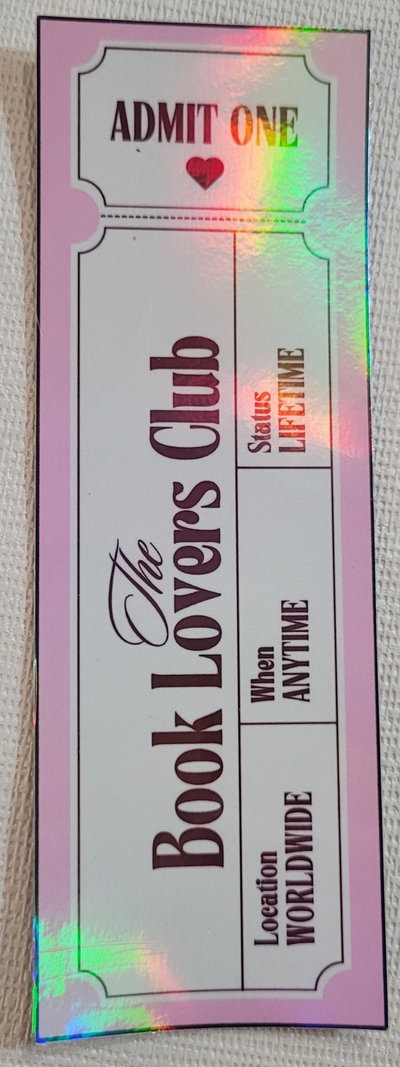 ADMIT ONE
The
Book Lovers Club
Location
WORLDWIDE
When
ANYTIME
Status
LIFETIME